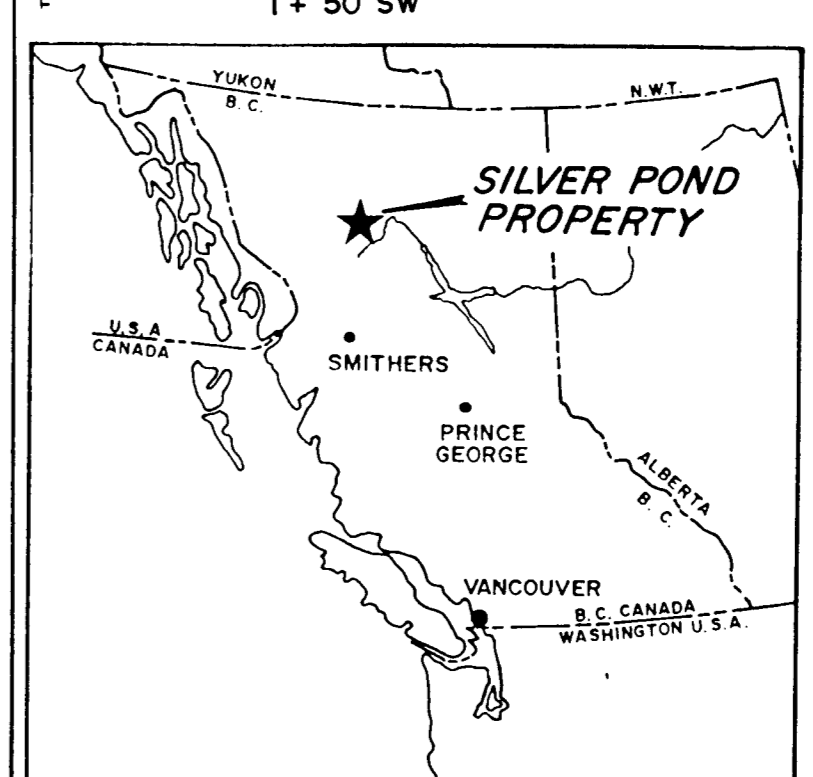 1+ 50 SW
YUKON
B. C.
N.W.T.
SILVER POND
PROPERTY
U.S.A
CANADA
SMITHERS
PRINCE
GEORGE
ALBERTA
B. C.
VANCOUVER
B.C. CANADA
WASHINGTON U.S.A.